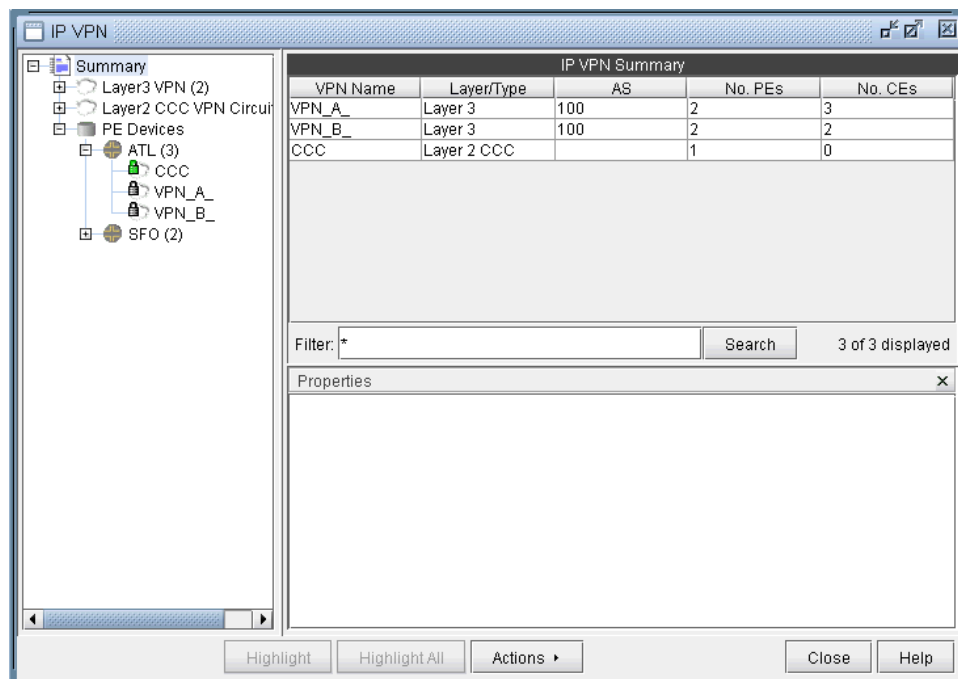 IP VPN
Summary
Layer3 VPN (2)
Layer2 CCC VPN Circuit
PE Devices
ATL (3)
CCC
VPN_A_
VPN_B_
SFO (2)
IP VPN Summary
VPN Name Layer/Type AS No. PEs No. CEs
VPN_A_ Layer 3 100 2 3
VPN_B_ Layer 3 100 2 2
CCC Layer 2 CCC 1 0
Filter: * Search 3 of 3 displayed
Properties
Highlight Highlight All Actions Close Help